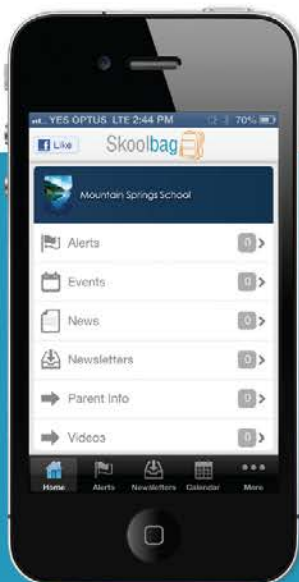 YES OPTUS LTE 2:44 PM 70%
f Like Skoolbag
Mountain Springs School
Alerts 0
Events 0
News 0
Newsletters 0
Parent Info 0
Videos 0
Home Alerts Newsletters Calendar More